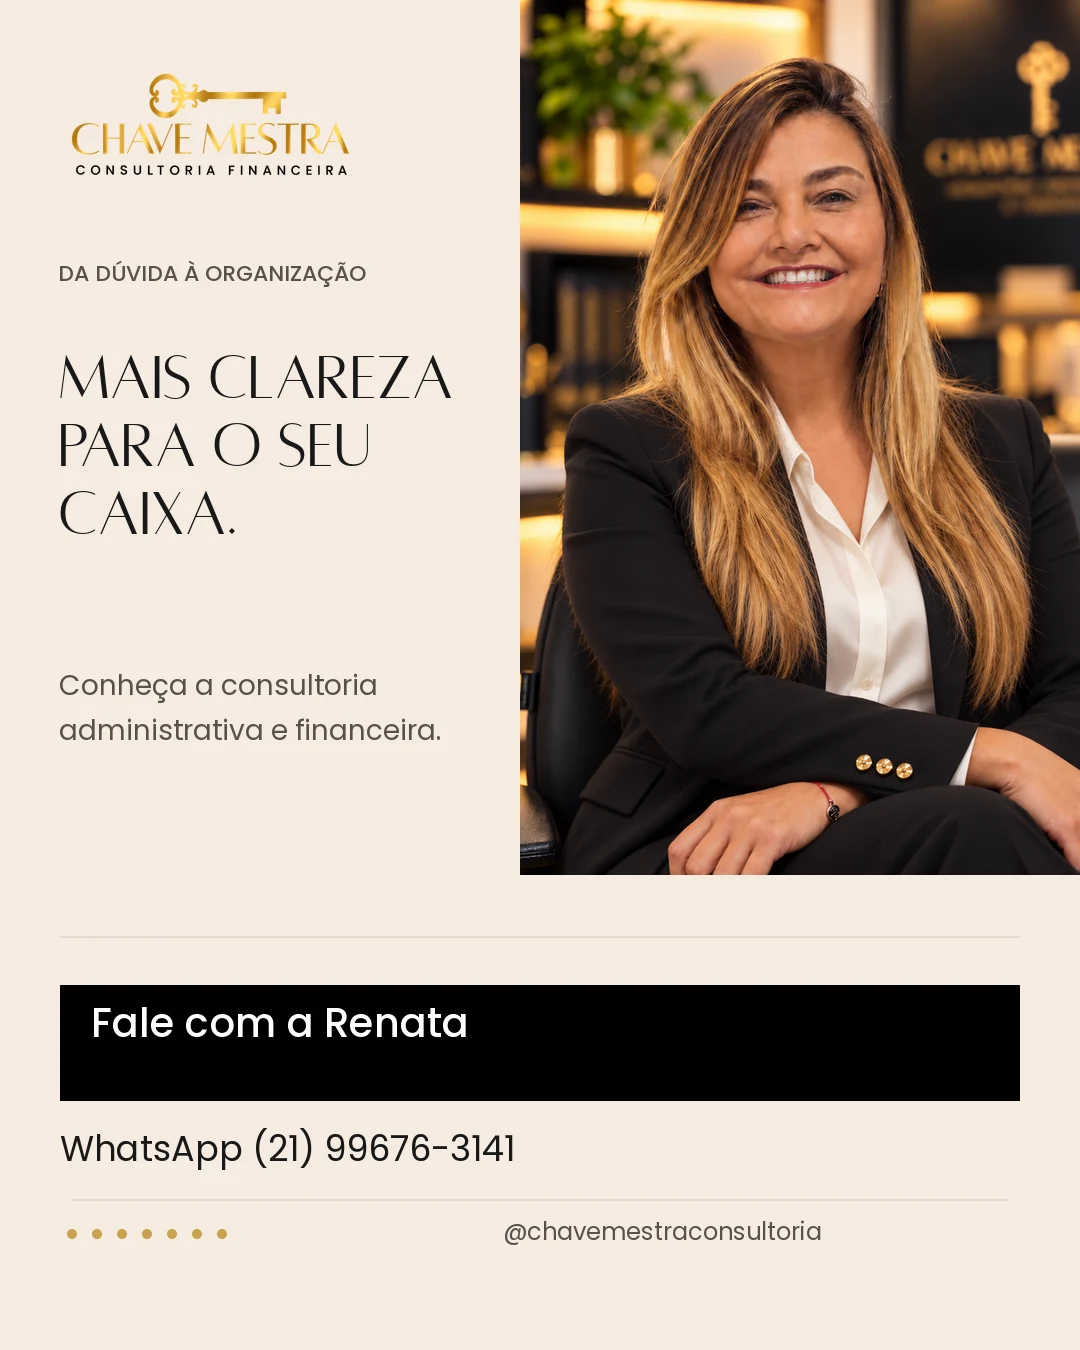 CHAVE MESTRA
CONSULTORIA FINANCEIRA
DA DÚVIDA À ORGANIZAÇÃO
MAIS CLAREZA
PARA O SEU
CAIXA.
Conheça a consultoria
administrativa e financeira.
Fale com a Renata
WhatsApp (21) 99676-3141
@chavemestraconsultoria